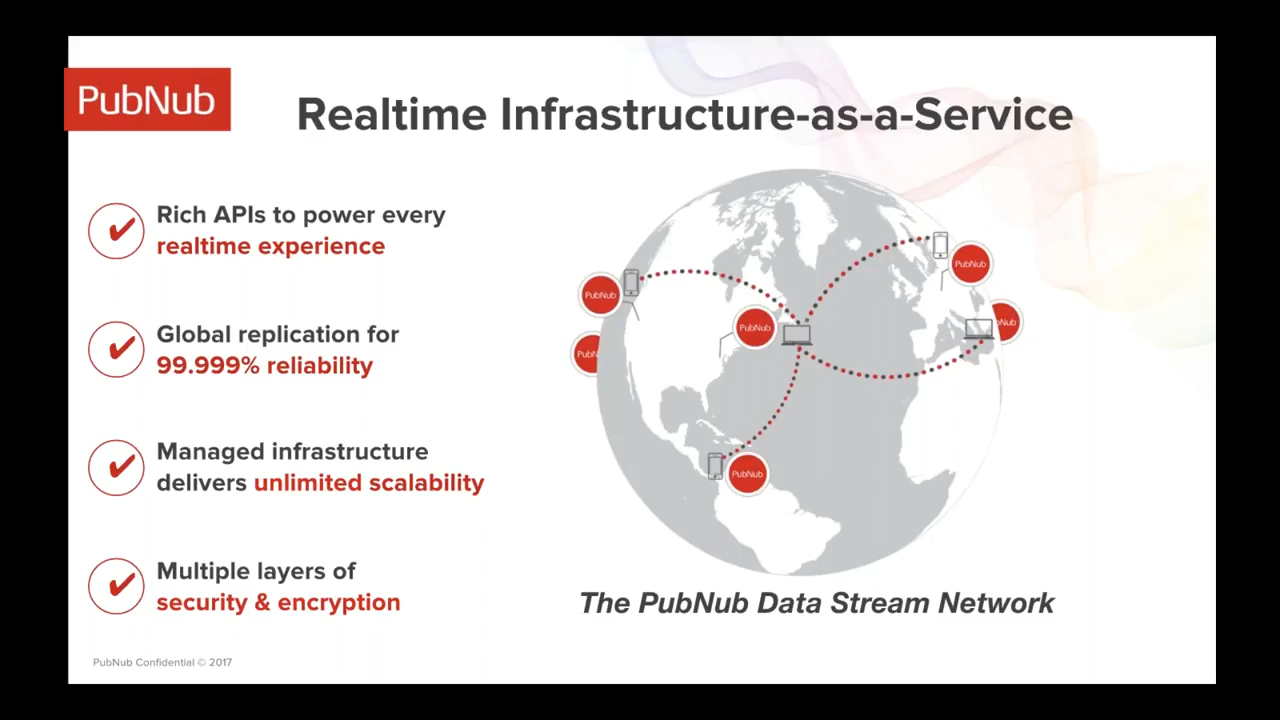 PubNub
Realtime Infrastructure-as-a-Service
Rich APIs to power every
realtime experience
Global replication for
99.999% reliability
Managed infrastructure
delivers unlimited scalability
Multiple layers of
security & encryption
PubNub
PubNub
PubNub
bNub
PubN
PubNub
The PubNub Data Stream Network
PubNub Confidential © 2017